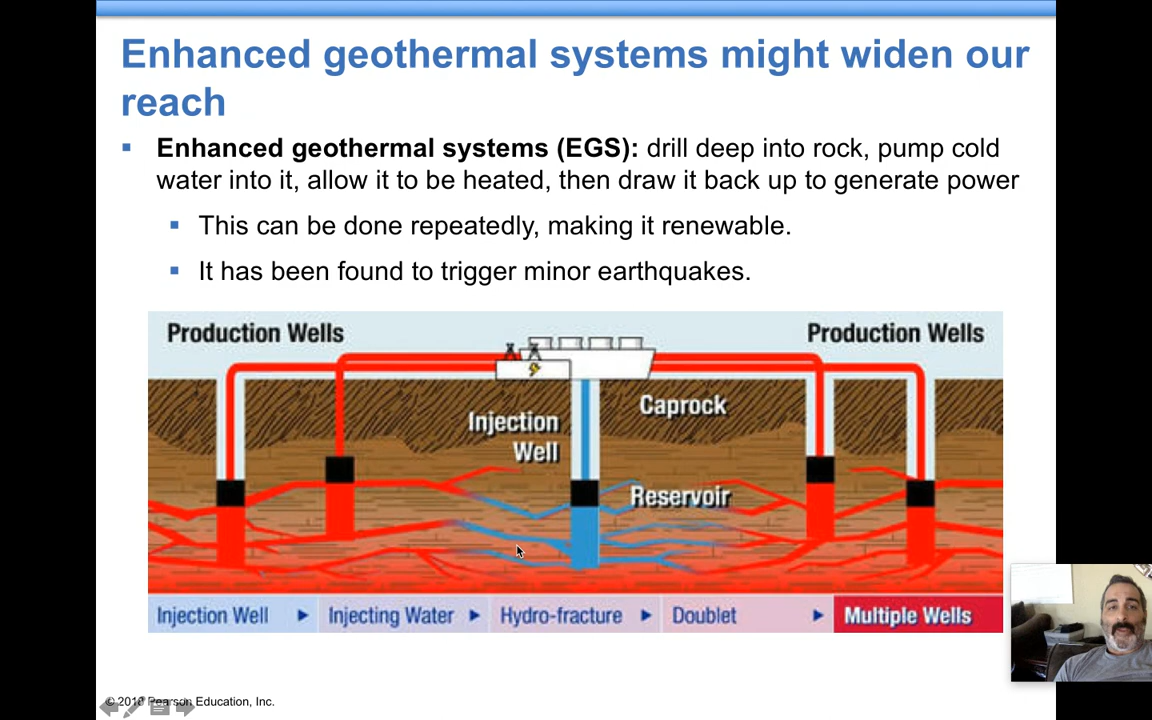 Enhanced geothermal systems might widen our
reach
Enhanced geothermal systems (EGS): drill deep into rock, pump cold
water into it, allow it to be heated, then draw it back up to generate power
This can be done repeatedly, making it renewable.
It has been found to trigger minor earthquakes.
Production Wells
Production Wells
Injection
Well
Caprock
Reservoir
Injection Well
Injecting Water
Hydro-fracture
Doublet
Multiple Wells
Pearson Education, Inc.